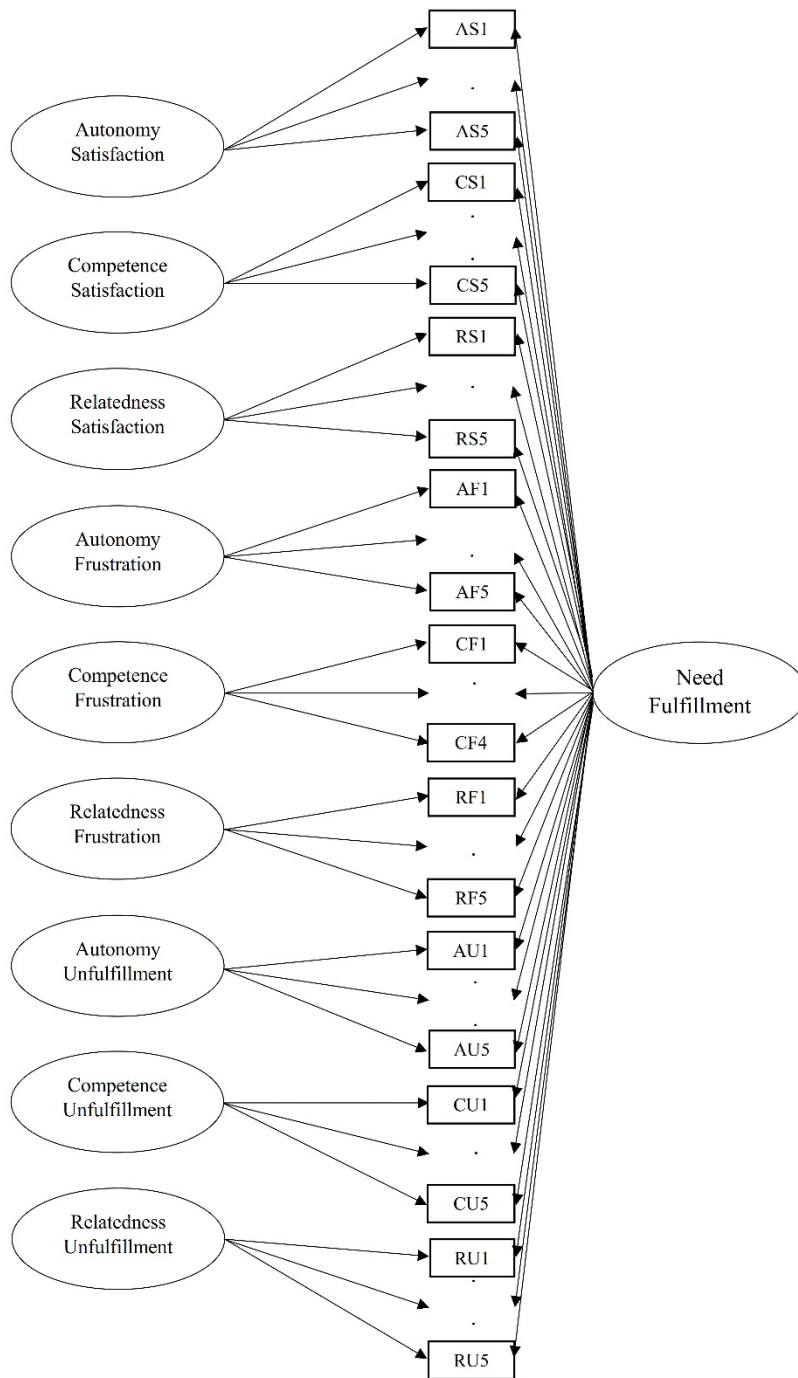 AS1
Autonomy
Satisfaction
AS5
CS1
Competence
Satisfaction
CS5
RS1
Relatedness
Satisfaction
RS5
AF1
Autonomy
Frustration
AF5
CF1
Competence
Frustration
CF4
Need
Fulfillment
RF1
Relatedness
Frustration
RF5
Autonomy
Unfulfillment
AU1
AU5
Competence
Unfulfillment
CU1
CU5
Relatedness
Unfulfillment
RU1
RU5